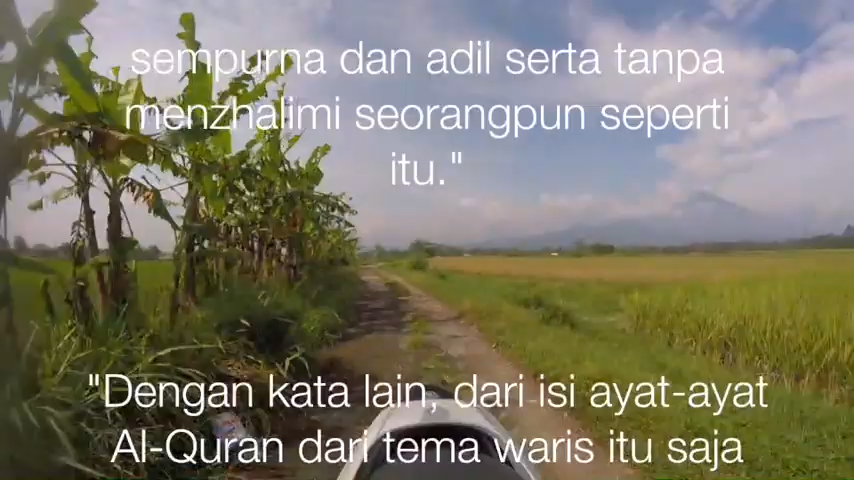 sempurna dan adil serta tanpa
menzhalimi seorangpun seperti
itu."
"Dengan kata lain, dari isi ayat-ayat
Al-Quran dari tema waris itu saja